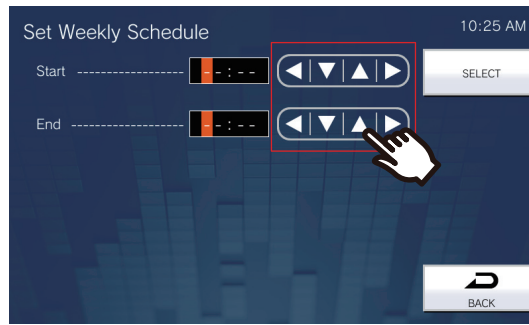 Set Weekly Schedule
10:25 AM
Start ---------------- --:--
SELECT
End ----------------- --:--
BACK